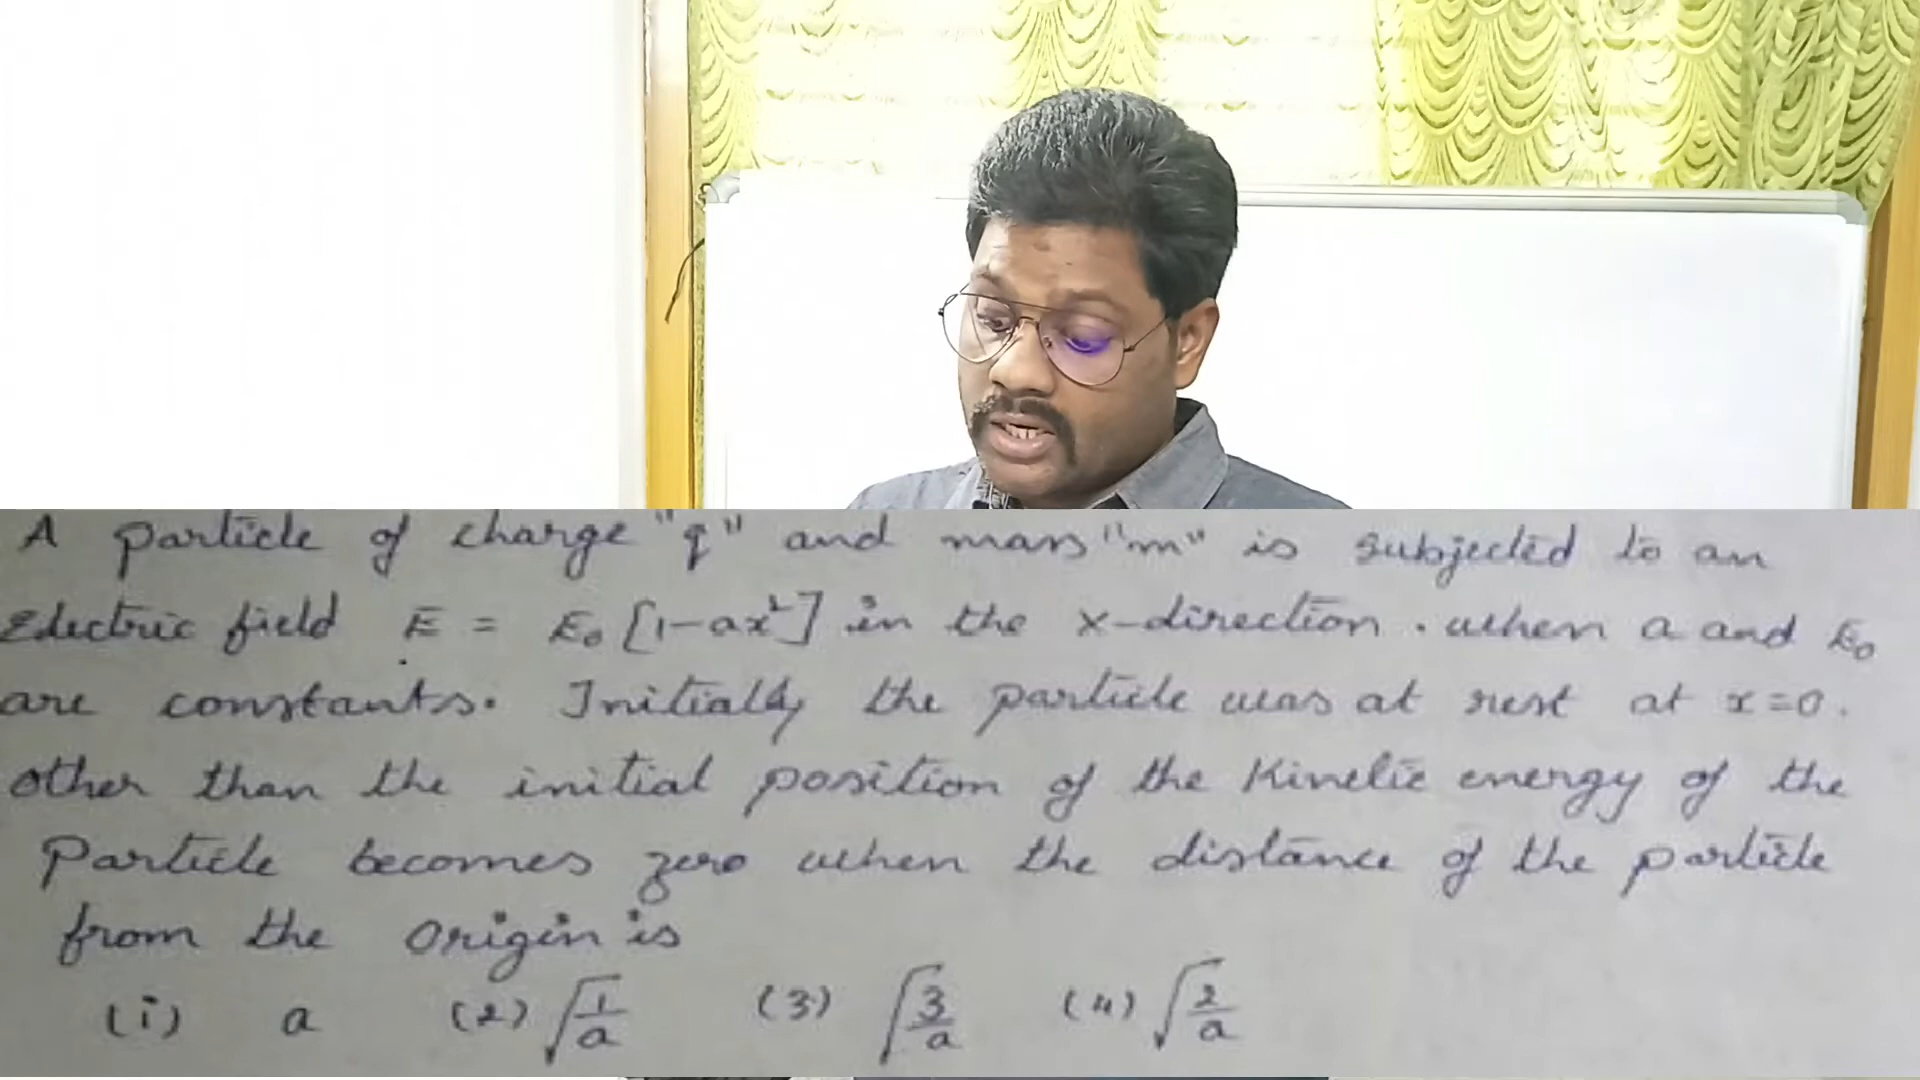 A particle of charge "q" and mass "m" is subjected to an
Electric field E = E₀ [1-ax²] in the x-direction . when a and E₀
are constants. Initially the particle was at rest at x=0.
other than the initial position of the kinetic energy of the
Particle becomes zero when the distance of the particle
from the origin is
(i) a (2) √1/a (3) √3/a (4) √2/a